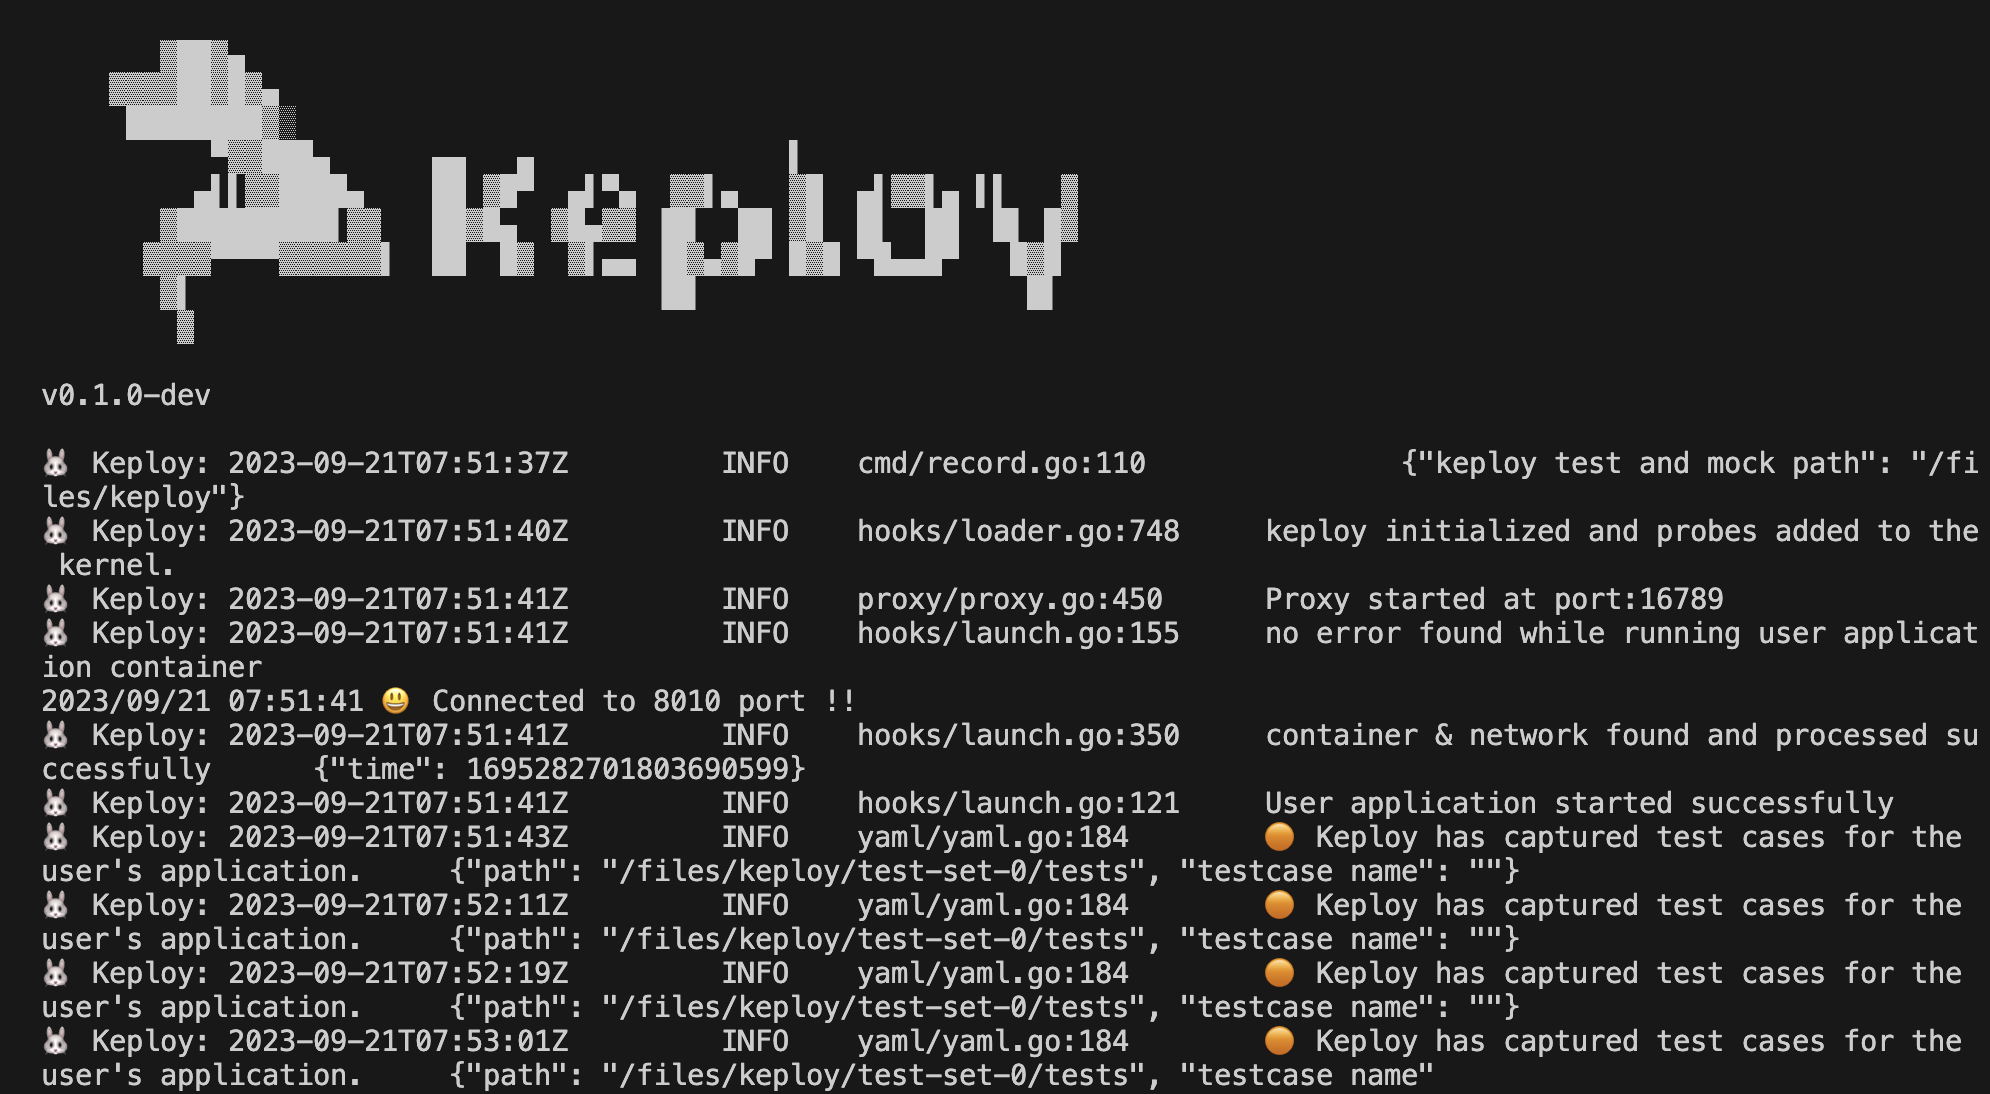 Keploy
v0.1.0-dev
🐰 Keploy: 2023-09-21T07:51:37Z INFO cmd/record.go:110 {"keploy test and mock path": "/fi
les/keploy"}
🐰 Keploy: 2023-09-21T07:51:40Z INFO hooks/loader.go:748 keploy initialized and probes added to the
kernel.
🐰 Keploy: 2023-09-21T07:51:41Z INFO proxy/proxy.go:450 Proxy started at port:16789
🐰 Keploy: 2023-09-21T07:51:41Z INFO hooks/launch.go:155 no error found while running user applicat
ion container
2023/09/21 07:51:41 😃 Connected to 8010 port !!
🐰 Keploy: 2023-09-21T07:51:41Z INFO hooks/launch.go:350 container & network found and processed su
ccessfully {"time": 1695282701803690599}
🐰 Keploy: 2023-09-21T07:51:41Z INFO hooks/launch.go:121 User application started successfully
🐰 Keploy: 2023-09-21T07:51:43Z INFO yaml/yaml.go:184 🟠 Keploy has captured test cases for the
user's application. {"path": "/files/keploy/test-set-0/tests", "testcase name": ""}
🐰 Keploy: 2023-09-21T07:52:11Z INFO yaml/yaml.go:184 🟠 Keploy has captured test cases for the
user's application. {"path": "/files/keploy/test-set-0/tests", "testcase name": ""}
🐰 Keploy: 2023-09-21T07:52:19Z INFO yaml/yaml.go:184 🟠 Keploy has captured test cases for the
user's application. {"path": "/files/keploy/test-set-0/tests", "testcase name": ""}
🐰 Keploy: 2023-09-21T07:53:01Z INFO yaml/yaml.go:184 🟠 Keploy has captured test cases for the
user's application. {"path": "/files/keploy/test-set-0/tests", "testcase name"